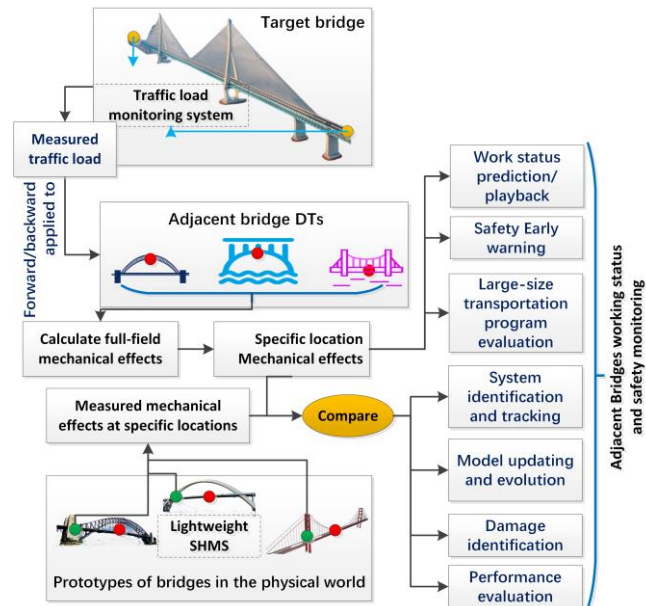 Target bridge
Traffic load
monitoring system
Measured
traffic load
Forward/backward
applied to
Adjacent bridge DTs
Calculate full-field
mechanical effects
Specific location
Mechanical effects
Measured mechanical
effects at specific locations
Compare
Lightweight
SHMS
Prototypes of bridges in the physical world
Work status
prediction/
playback
Safety Early
warning
Large-size
transportation
program
evaluation
System
identification
and tracking
Model updating
and evolution
Damage
identification
Performance
evaluation
Adjacent Bridges working status
and safety monitoring